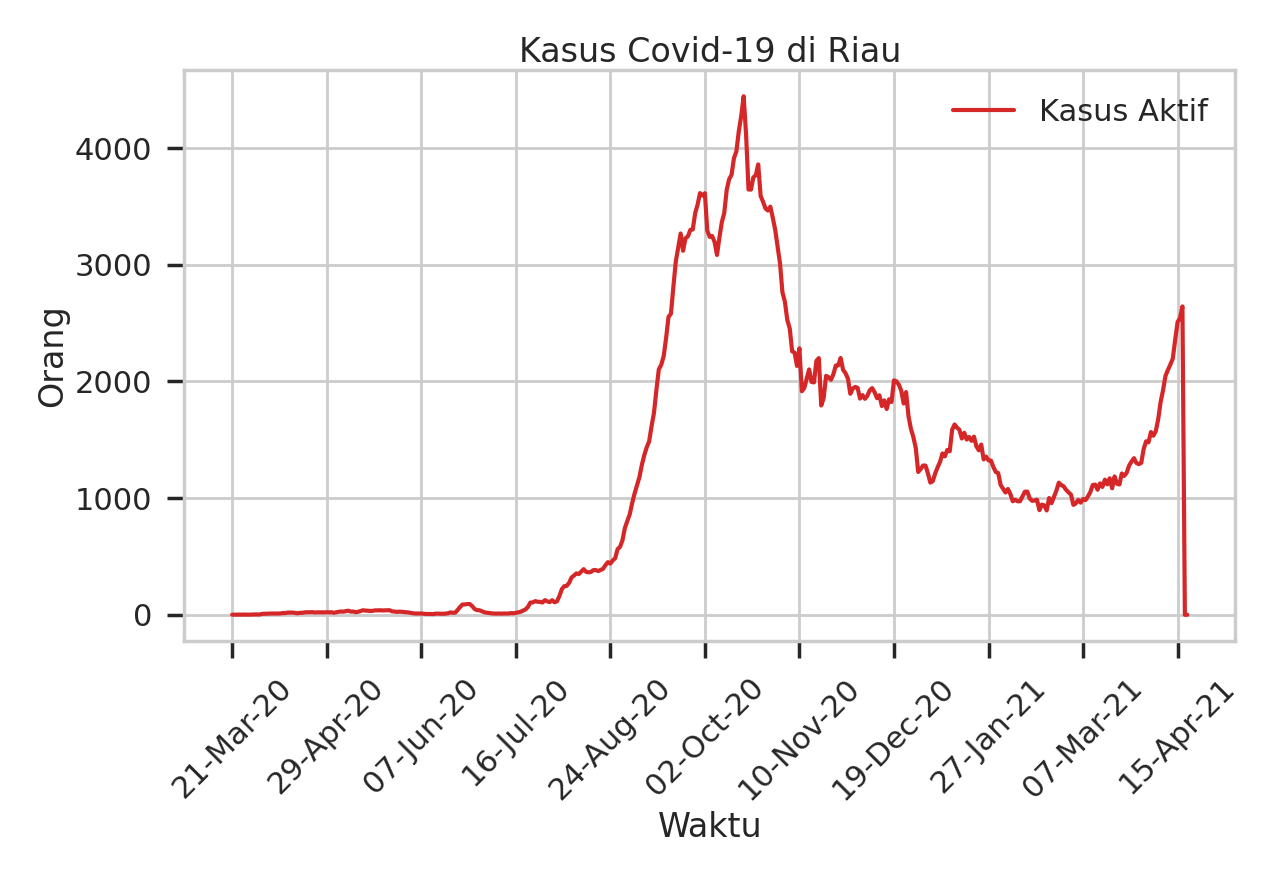 Kasus Covid-19 di Riau
Kasus Aktif
Orang
4000
3000
2000
1000
0
21-Mar-20
29-Apr-20
07-Jun-20
16-Jul-20
24-Aug-20
02-Oct-20
10-Nov-20
19-Dec-20
27-Jan-21
07-Mar-21
15-Apr-21
Waktu